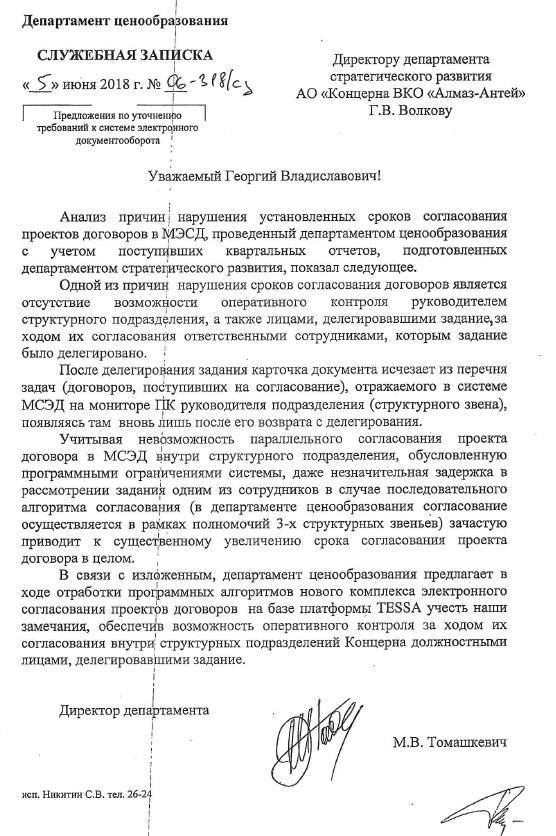 Департамент ценообразования
СЛУЖЕБНАЯ ЗАПИСКА
« 5 » июня 2018 г. № 06-318/сз
Предложения по уточнению
требований к системе электронного
документооборота
Директору департамента
стратегического развития
АО «Концерна ВКО «Алмаз-Антей»
Г.В. Волкову
Уважаемый Георгий Владиславович!
Анализ причин нарушения установленных сроков согласования
проектов договоров в МЭСД, проведенный департаментом ценообразования
с учетом поступивших квартальных отчетов, подготовленных
департаментом стратегического развития, показал следующее.
Одной из причин нарушения сроков согласования договоров является
отсутствие возможности оперативного контроля руководителем
структурного подразделения, а также лицами, делегировавшими задание, за
ходом их согласования ответственными сотрудниками, которым задание
было делегировано.
После делегирования задания карточка документа исчезает из перечня
задач (договоров, поступивших на согласование), отражаемого в системе
МСЭД на мониторе ПК руководителя подразделения (структурного звена),
появляясь там вновь лишь после его возврата с делегирования.
Учитывая невозможность параллельного согласования проекта
договора в МСЭД внутри структурного подразделения, обусловленную
программными ограничениями системы, даже незначительная задержка в
рассмотрении задания одним из сотрудников в случае последовательного
алгоритма согласования (в департаменте ценообразования согласование
осуществляется в рамках полномочий 3-х структурных звеньев) зачастую
приводит к существенному увеличению срока согласования проекта
договора в целом.
В связи с изложенным, департамент ценообразования предлагает в
ходе отработки программных алгоритмов нового комплекса электронного
согласования проектов договоров на базе платформы TESSA учесть наши
замечания, обеспечив возможность оперативного контроля за ходом их
согласования внутри структурных подразделений Концерна должностными
лицами, делегировавшими задание.
Директор департамента
М.В. Томашкевич
исп. Никитин С.В. тел. 26-24